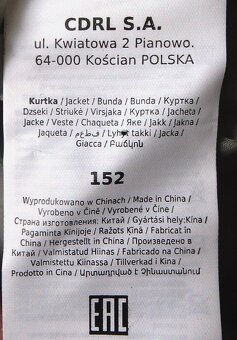 CDRL S.A.
ul. Kwiatowa 2 Pianowo.
64-000 Kościan POLSKA
Kurtka / Jacket / Bunda / Bunda / Куртка /
Dzseki / Striukė / Virsjaka / Куртка / Jacheta
Jacke / Veste / Chaqueta / Яке / Jakk / Jakna /
Jaqueta / / Lyhyt takki / Jacka /
Giacca / Բաճկոն
152
Wyprodukowano w Chinach / Made in China /
Vyrobeno v Číně / Vyrobené v Číne /
Страна изготовления: Китай / Gyártási hely:Kína/
Pagaminta Kinijoje / Ražots Ķīnā / Fabricat în
China / Hergestellt in China / Произведено в
Китай / Valmistatud Hiinas / Fabricado na China /
Valmistettu Kiinassa / Tillverkad i Kina /
Prodotto in Cina / Արտադրված է Չինաստանում
EAC